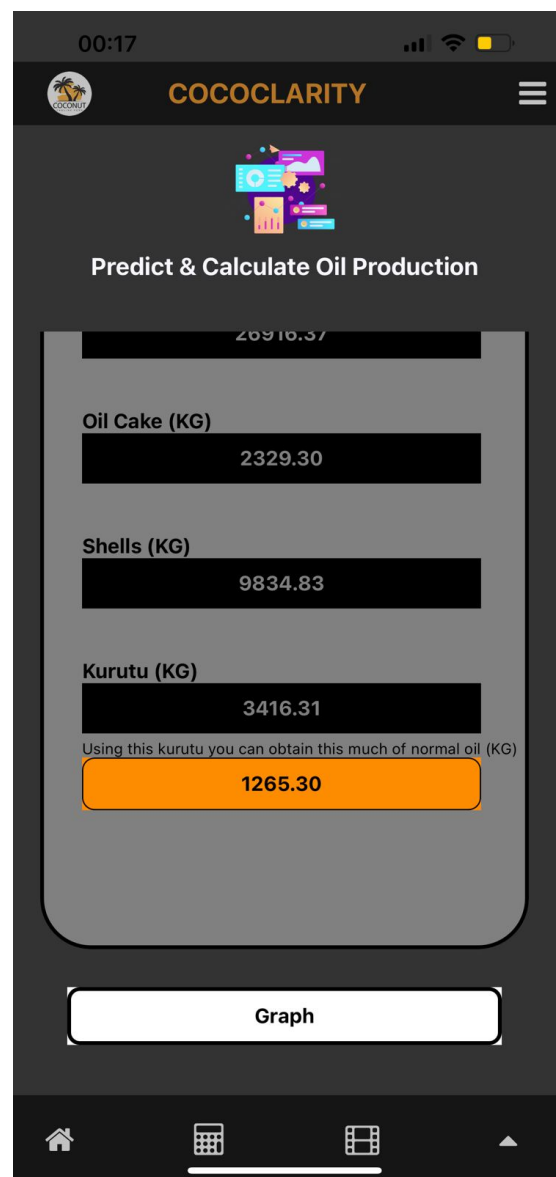 00:17
COCONUT
COCOCLARITY
Predict & Calculate Oil Production
26916.37
Oil Cake (KG)
2329.30
Shells (KG)
9834.83
Kurutu (KG)
3416.31
Using this kurutu you can obtain this much of normal oil (KG)
1265.30
Graph